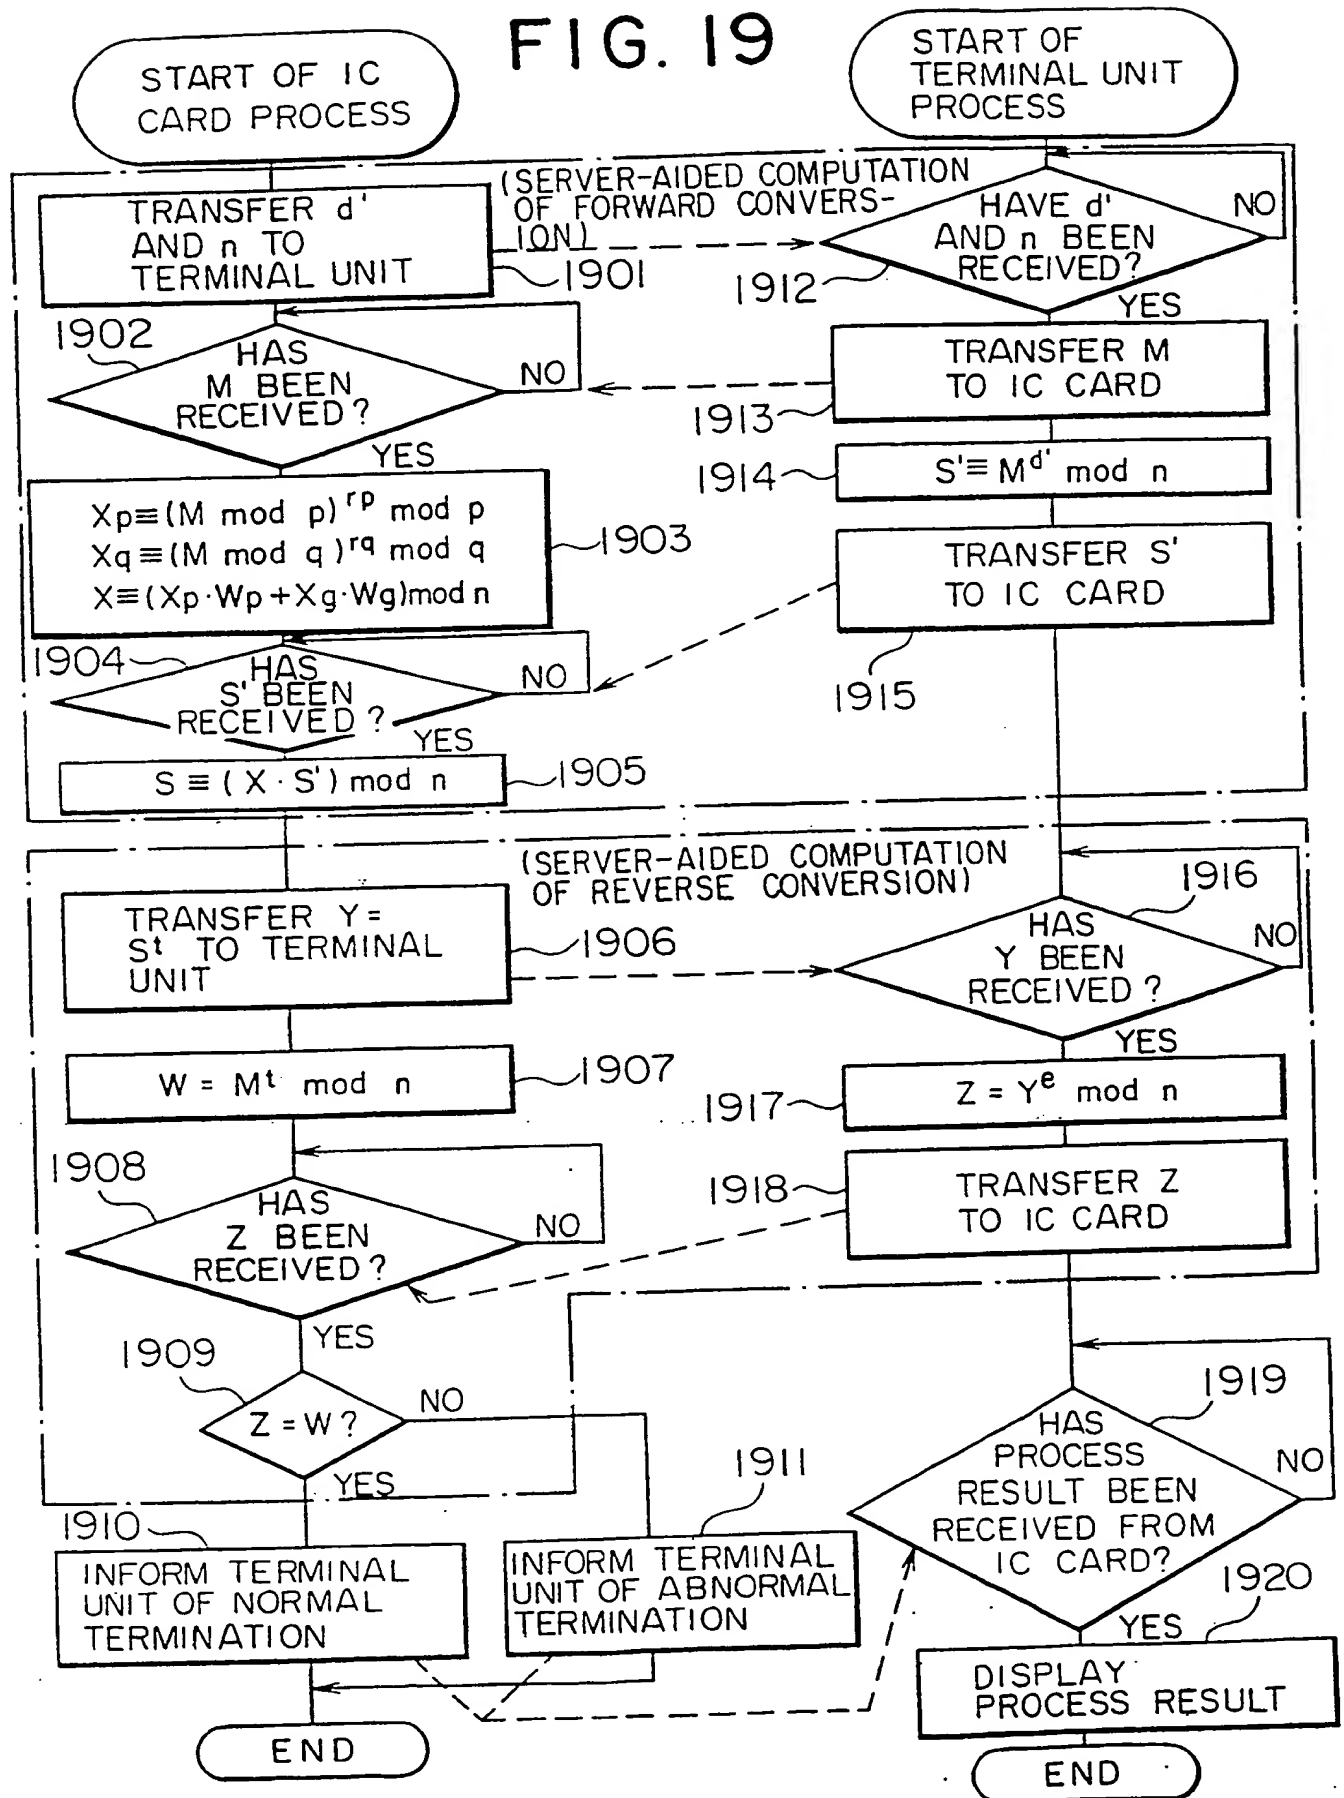 FIG. 19
START OF IC
CARD PROCESS
TRANSFER d'
AND n TO
TERMINAL UNIT
1901
(SERVER-AIDED COMPUTATION
OF FORWARD CONVERS-
ION)
1902
HAS
M BEEN
RECEIVED?
NO
YES
Xp≡(M mod p)^rp mod p
Xq≡(M mod q)^rq mod q
X≡(Xp·Wp+Xg·Wg)mod n
1903
1904
HAS
S' BEEN
RECEIVED?
NO
YES
S ≡ (X · S') mod n
1905
START OF
TERMINAL UNIT
PROCESS
HAVE d'
AND n BEEN
RECEIVED?
NO
1912
YES
TRANSFER M
TO IC CARD
1913
1914
S'≡M^d' mod n
TRANSFER S'
TO IC CARD
1915
(SERVER-AIDED COMPUTATION
OF REVERSE CONVERSION)
TRANSFER Y=
S^t TO TERMINAL
UNIT
1906
W = M^t mod n
1907
1908
HAS
Z BEEN
RECEIVED?
NO
YES
1909
Z=W?
NO
YES
1910
INFORM TERMINAL
UNIT OF NORMAL
TERMINATION
1911
INFORM TERMINAL
UNIT OF ABNORMAL
TERMINATION
END
1916
HAS
Y BEEN
RECEIVED?
NO
YES
1917
Z = Y^e mod n
1918
TRANSFER Z
TO IC CARD
1919
HAS
PROCESS
RESULT BEEN
RECEIVED FROM
IC CARD?
NO
YES
1920
DISPLAY
PROCESS RESULT
END